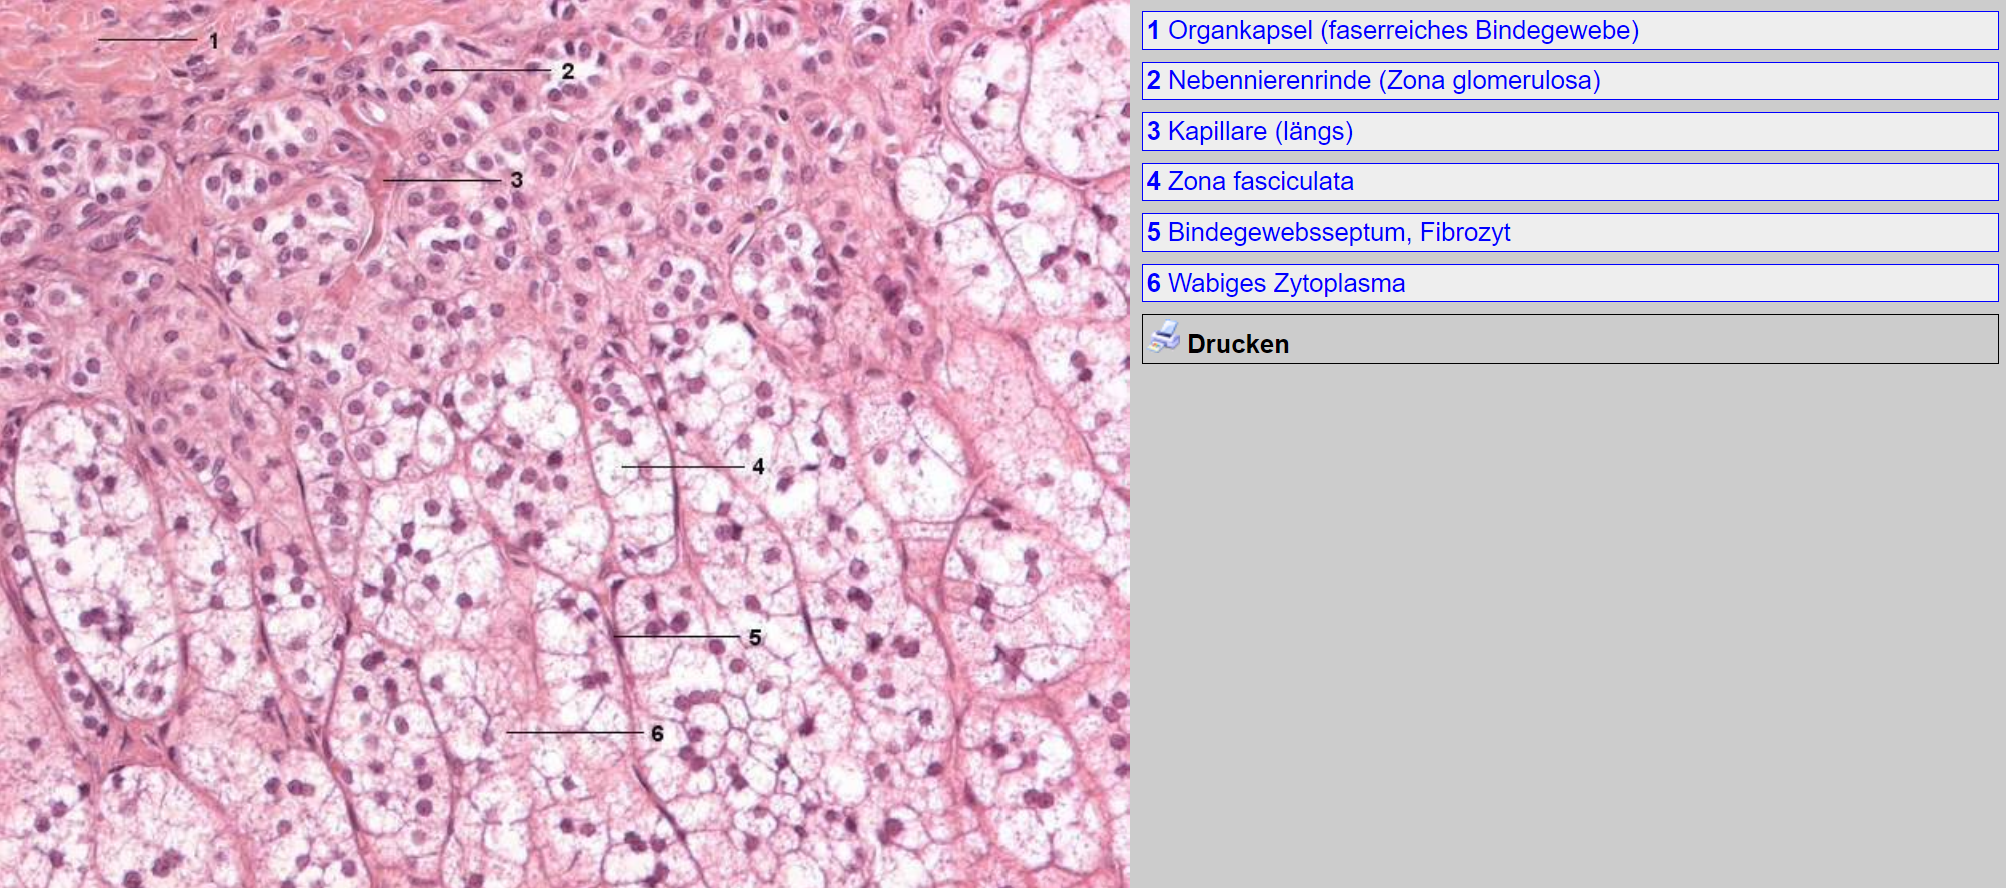 1
2
3
4
5
6
1 Organkapsel (faserreiches Bindegewebe)
2 Nebennierenrinde (Zona glomerulosa)
3 Kapillare (längs)
4 Zona fasciculata
5 Bindegewebsseptum, Fibrozyt
6 Wabiges Zytoplasma
Drucken